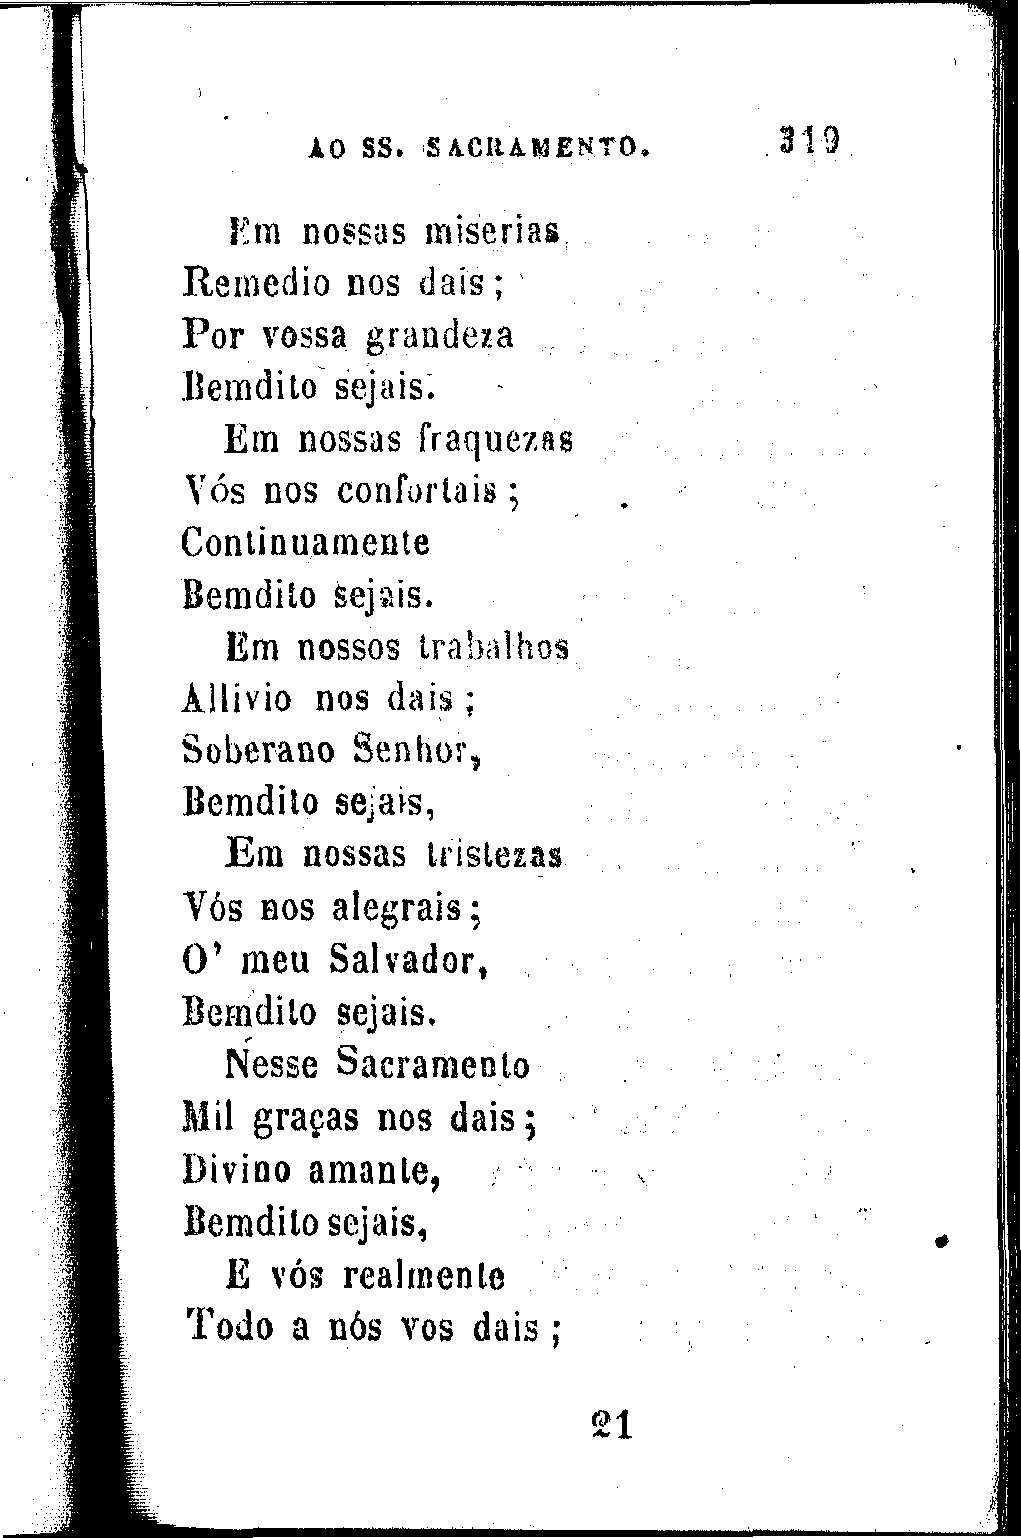 AO SS. SACRAMENTO. 319
Em nossas miserias
Remedio nos dais;
Por vossa grandeza
Bemdito sejais.
Em nossas fraquezas
Vós nos confortais;
Continuamente
Bemdito sejais.
Em nossos trabalhos
Allivio nos dais;
Soberano Senhor,
Bemdito sejais,
Em nossas tristezas
Vós nos alegrais;
O' meu Salvador,
Bemdito sejais.
Nesse Sacramento
Mil graças nos dais;
Divino amante,
Bemdito sejais,
E vós realmente
Todo a nós vos dais;
21